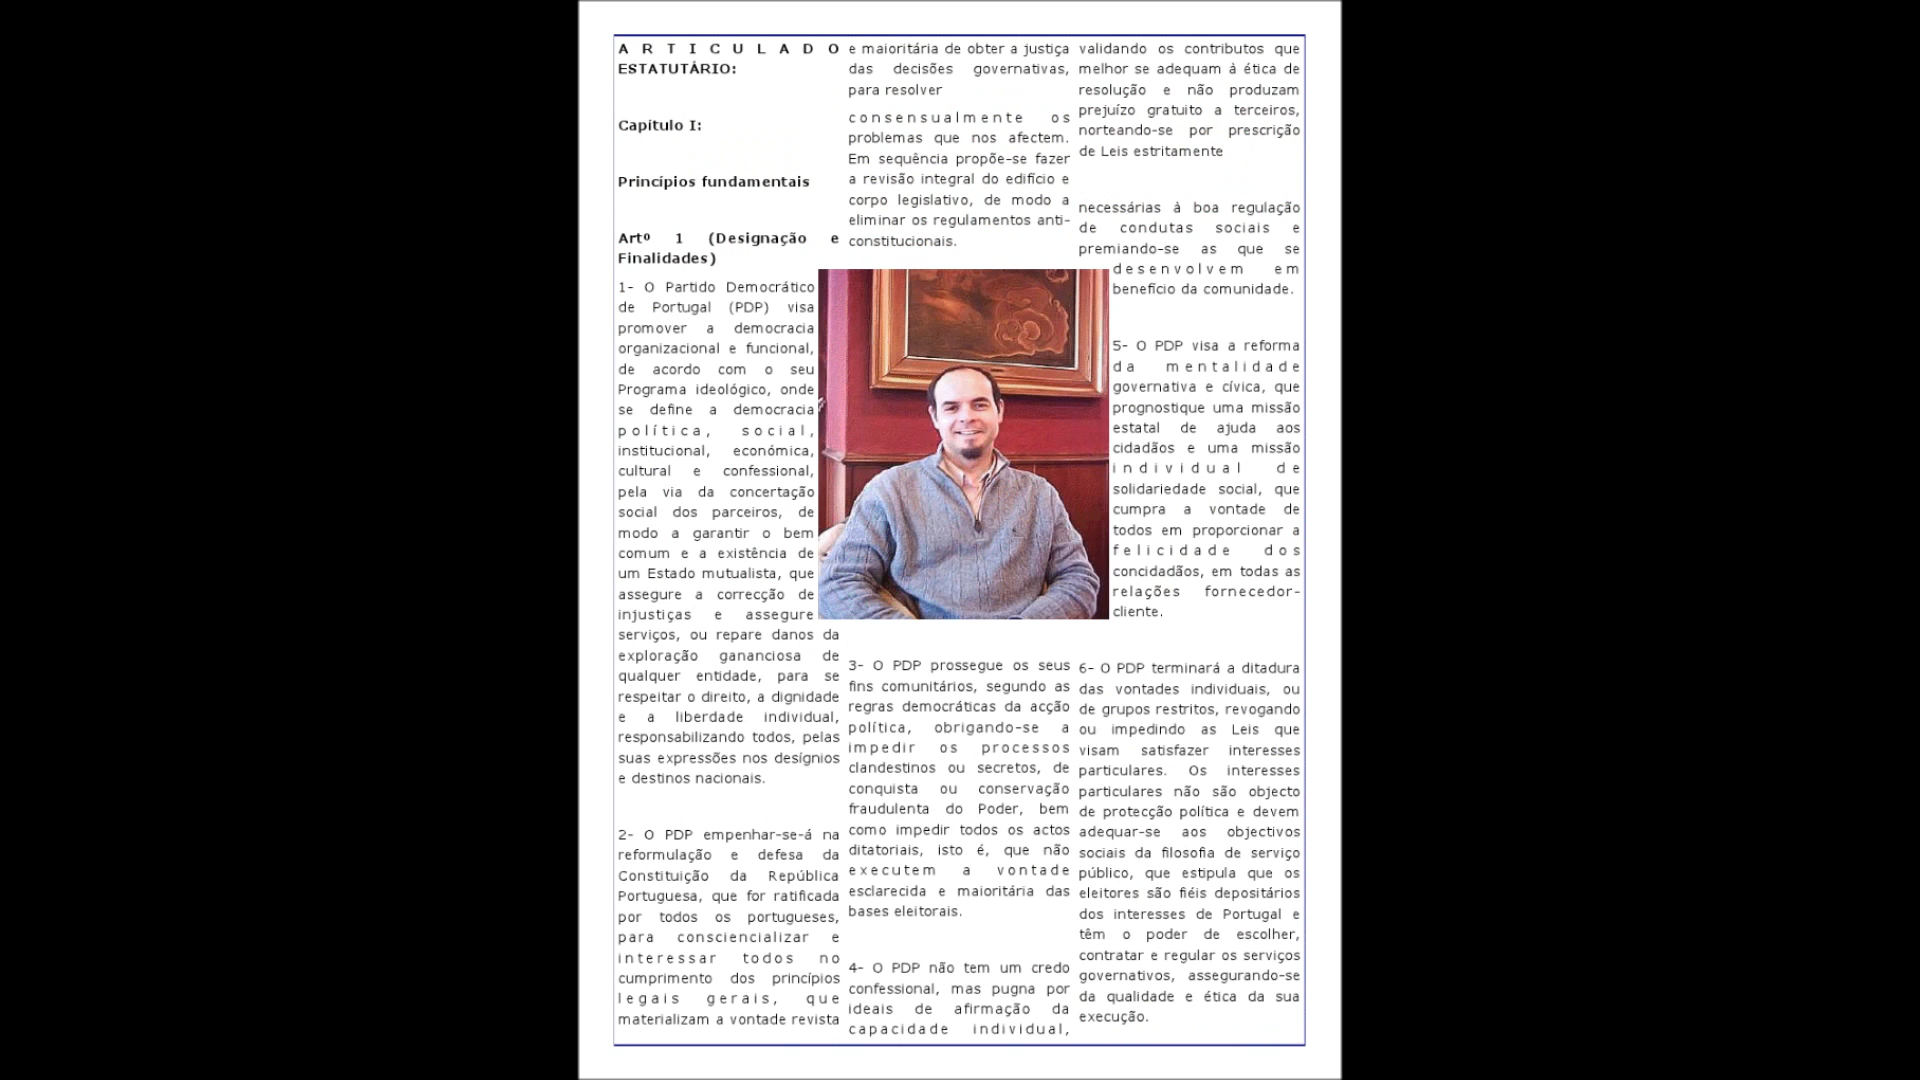 ARTICULADO
ESTATUTÁRIO:
Capítulo I:
Princípios fundamentais
Artº 1 (Designação e
Finalidades)
1- O Partido Democrático
de Portugal (PDP) visa
promover a democracia
organizacional e funcional,
de acordo com o seu
Programa ideológico, onde
se define a democracia
política, social,
institucional, económica,
cultural e confessional,
pela via da concertação
social dos parceiros, de
modo a garantir o bem
comum e a existência de
um Estado mutualista, que
assegure a correcção de
injustiças e assegure
serviços, ou repare danos da
exploração gananciosa de
qualquer entidade, para se
respeitar o direito, a dignidade
e a liberdade individual,
responsabilizando todos, pelas
suas expressões nos desígnios
e destinos nacionais.
2- O PDP empenhar-se-á na
reformulação e defesa da
Constituição da República
Portuguesa, que for ratificada
por todos os portugueses,
para consciencializar e
interessar todos no
cumprimento dos princípios
legais gerais, que
materializam a vontade revista
e maioritária de obter a justiça
das decisões governativas,
para resolver
consensualmente os
problemas que nos afectem.
Em sequência propõe-se fazer
a revisão integral do edifício e
corpo legislativo, de modo a
eliminar os regulamentos anti-
constitucionais.
3- O PDP prossegue os seus
fins comunitários, segundo as
regras democráticas da acção
política, obrigando-se a
impedir os processos
clandestinos ou secretos, de
conquista ou conservação
fraudulenta do Poder, bem
como impedir todos os actos
ditatoriais, isto é, que não
executem a vontade
esclarecida e maioritária das
bases eleitorais.
4- O PDP não tem um credo
confessional, mas pugna por
ideais de afirmação da
capacidade individual,
validando os contributos que
melhor se adequam à ética de
resolução e não produzam
prejuízo gratuito a terceiros,
norteando-se por prescrição
de Leis estritamente
necessárias à boa regulação
de condutas sociais e
premiando-se as que se
desenvolvem em
benefício da comunidade.
5- O PDP visa a reforma
da mentalidade
governativa e cívica, que
prognostique uma missão
estatal de ajuda aos
cidadãos e uma missão
individual de
solidariedade social, que
cumpra a vontade de
todos em proporcionar a
felicidade dos
concidadãos, em todas as
relações fornecedor-
cliente.
6- O PDP terminará a ditadura
das vontades individuais, ou
de grupos restritos, revogando
ou impedindo as Leis que
visam satisfazer interesses
particulares. Os interesses
particulares não são objecto
de protecção política e devem
adequar-se aos objectivos
sociais da filosofia de serviço
público, que estipula que os
eleitores são fiéis depositários
dos interesses de Portugal e
têm o poder de escolher,
contratar e regular os serviços
governativos, assegurando-se
da qualidade e ética da sua
execução.